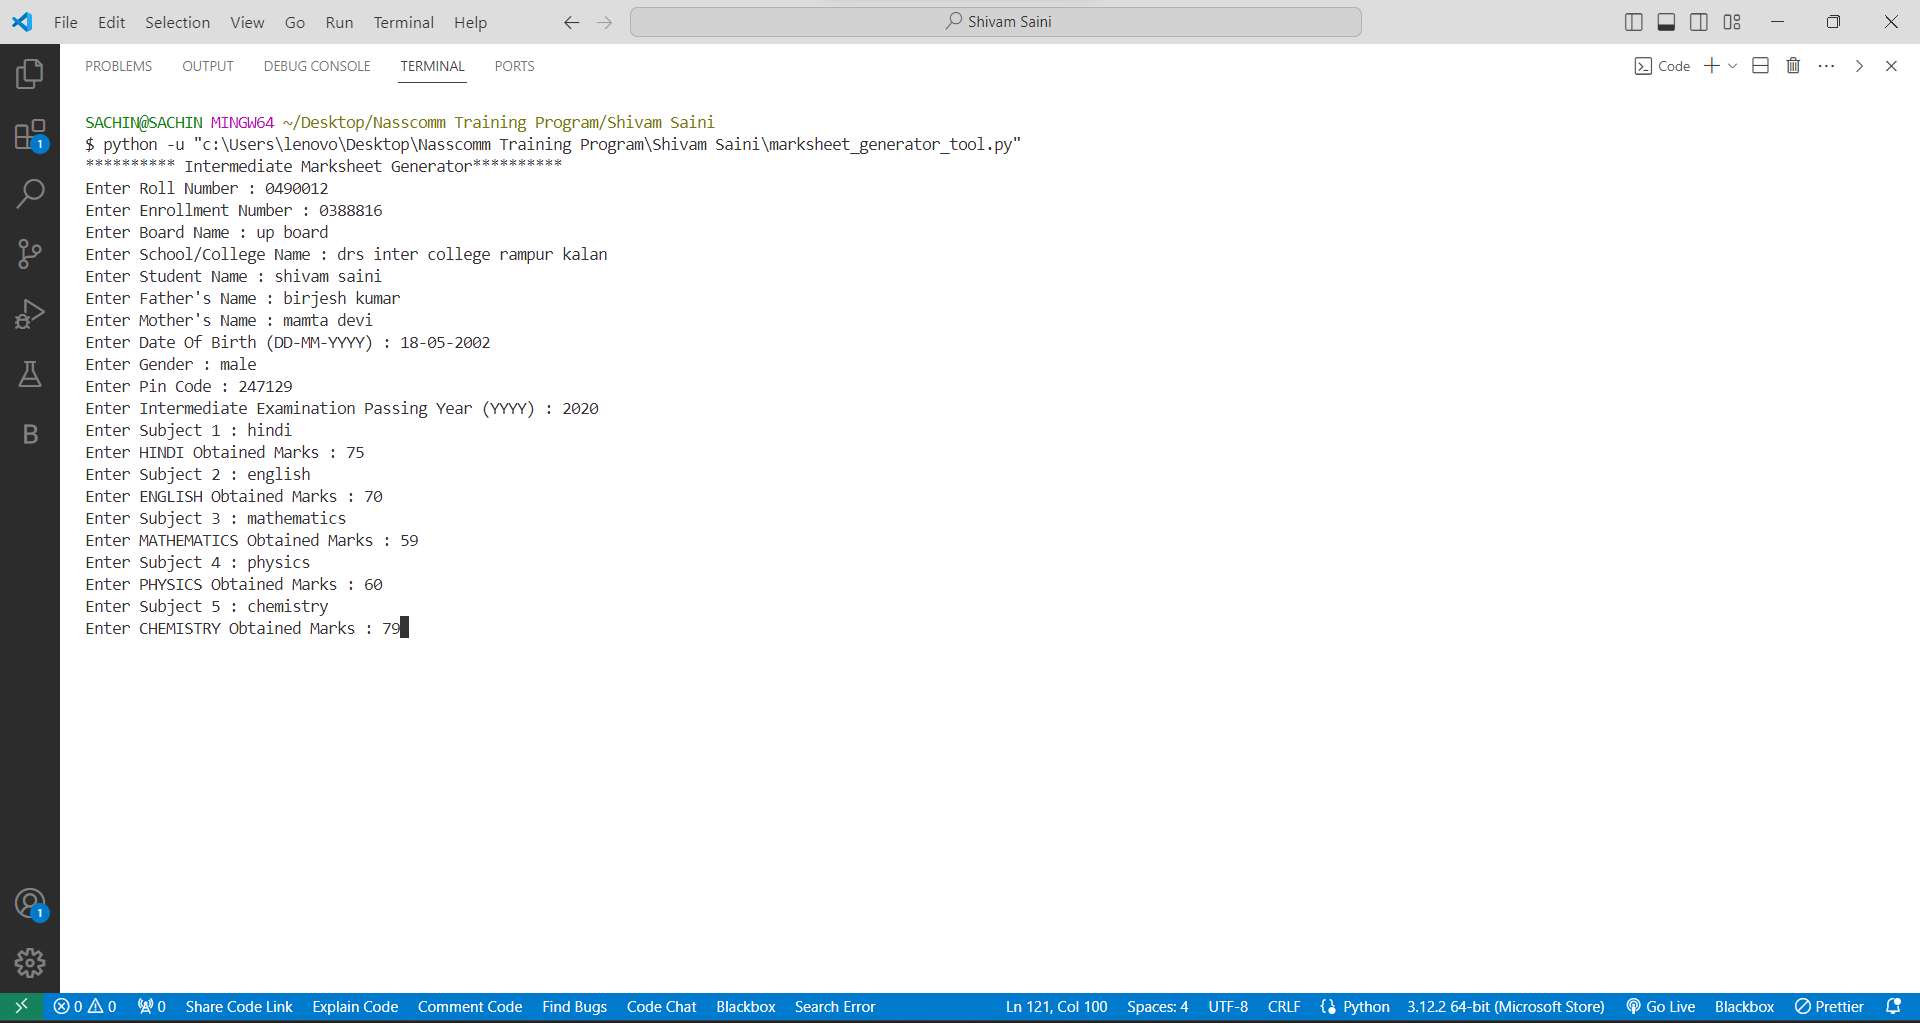 File Edit Selection View Go Run Terminal Help Shivam Saini
PROBLEMS OUTPUT DEBUG CONSOLE TERMINAL PORTS Code
SACHIN@SACHIN MINGW64 ~/Desktop/Nasscomm Training Program/Shivam Saini
$ python -u "c:\Users\lenovo\Desktop\Nasscomm Training Program\Shivam Saini\marksheet_generator_tool.py"
********** Intermediate Marksheet Generator**********
Enter Roll Number : 0490012
Enter Enrollment Number : 0388816
Enter Board Name : up board
Enter School/College Name : drs inter college rampur kalan
Enter Student Name : shivam saini
Enter Father's Name : birjesh kumar
Enter Mother's Name : mamta devi
Enter Date Of Birth (DD-MM-YYYY) : 18-05-2002
Enter Gender : male
Enter Pin Code : 247129
Enter Intermediate Examination Passing Year (YYYY) : 2020
Enter Subject 1 : hindi
Enter HINDI Obtained Marks : 75
Enter Subject 2 : english
Enter ENGLISH Obtained Marks : 70
Enter Subject 3 : mathematics
Enter MATHEMATICS Obtained Marks : 59
Enter Subject 4 : physics
Enter PHYSICS Obtained Marks : 60
Enter Subject 5 : chemistry
Enter CHEMISTRY Obtained Marks : 79
1
B
1
0 0 0 Share Code Link Explain Code Comment Code Find Bugs Code Chat Blackbox Search Error Ln 121, Col 100 Spaces: 4 UTF-8 CRLF Python 3.12.2 64-bit (Microsoft Store) Go Live Blackbox Prettier